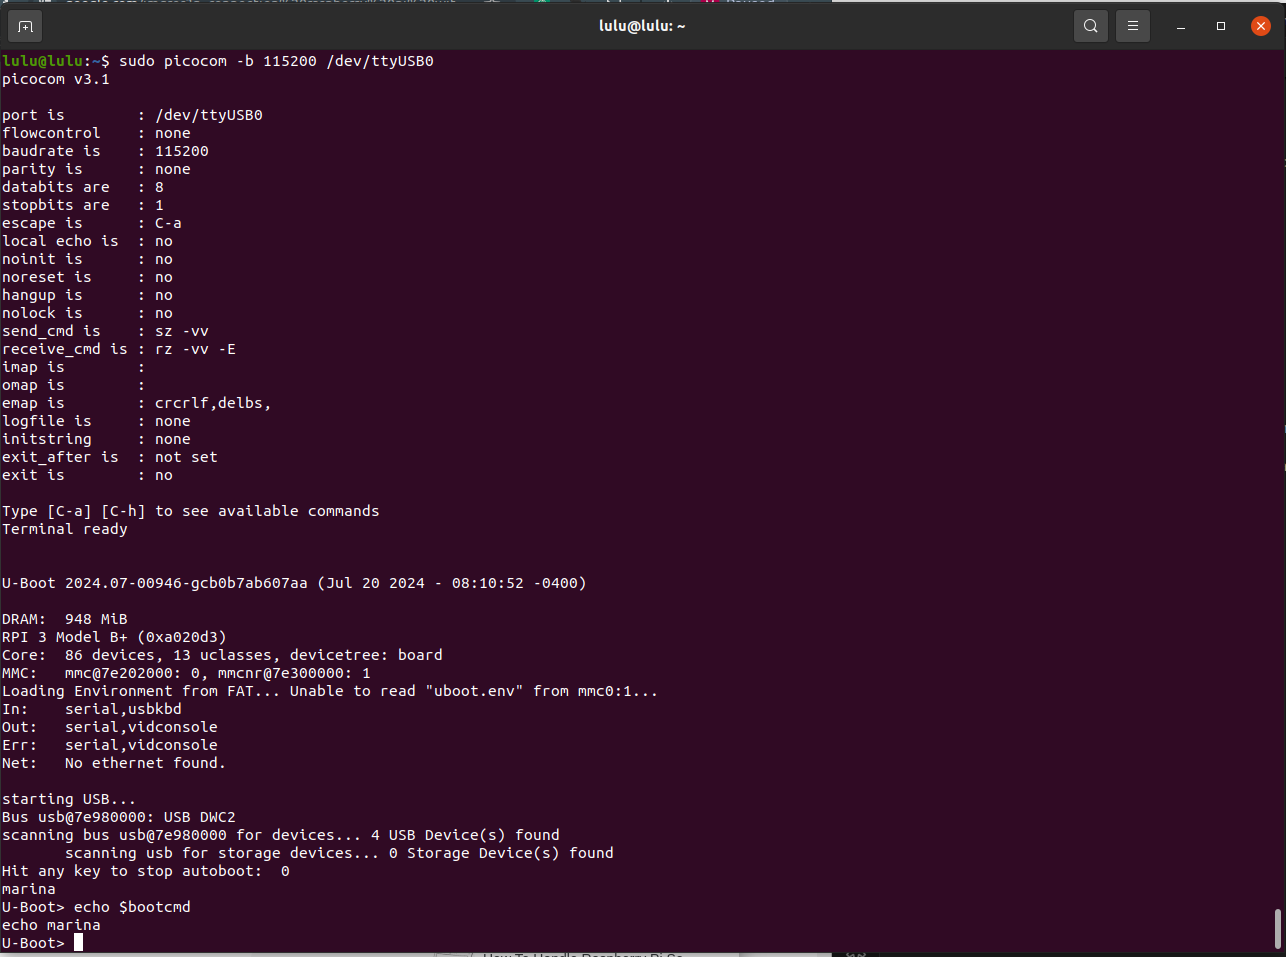 lulu@lulu: ~
lulu@lulu:~$ sudo picocom -b 115200 /dev/ttyUSB0
picocom v3.1
port is        : /dev/ttyUSB0
flowcontrol    : none
baudrate is    : 115200
parity is      : none
databits are   : 8
stopbits are   : 1
escape is      : C-a
local echo is  : no
noinit is      : no
noreset is     : no
hangup is      : no
nolock is      : no
send_cmd is    : sz -vv
receive_cmd is : rz -vv -E
imap is        :
omap is        :
emap is        : crcrlf,delbs,
logfile is     : none
initstring     : none
exit_after is  : not set
exit is        : no
Type [C-a] [C-h] to see available commands
Terminal ready
U-Boot 2024.07-00946-gcb0b7ab607aa (Jul 20 2024 - 08:10:52 -0400)
DRAM:  948 MiB
RPI 3 Model B+ (0xa020d3)
Core:  86 devices, 13 uclasses, devicetree: board
MMC:   mmc@7e202000: 0, mmcnr@7e300000: 1
Loading Environment from FAT... Unable to read "uboot.env" from mmc0:1...
In:    serial,usbkbd
Out:   serial,vidconsole
Err:   serial,vidconsole
Net:   No ethernet found.
starting USB...
Bus usb@7e980000: USB DWC2
scanning bus usb@7e980000 for devices... 4 USB Device(s) found
       scanning usb for storage devices... 0 Storage Device(s) found
Hit any key to stop autoboot:  0
marina
U-Boot> echo $bootcmd
echo marina
U-Boot>